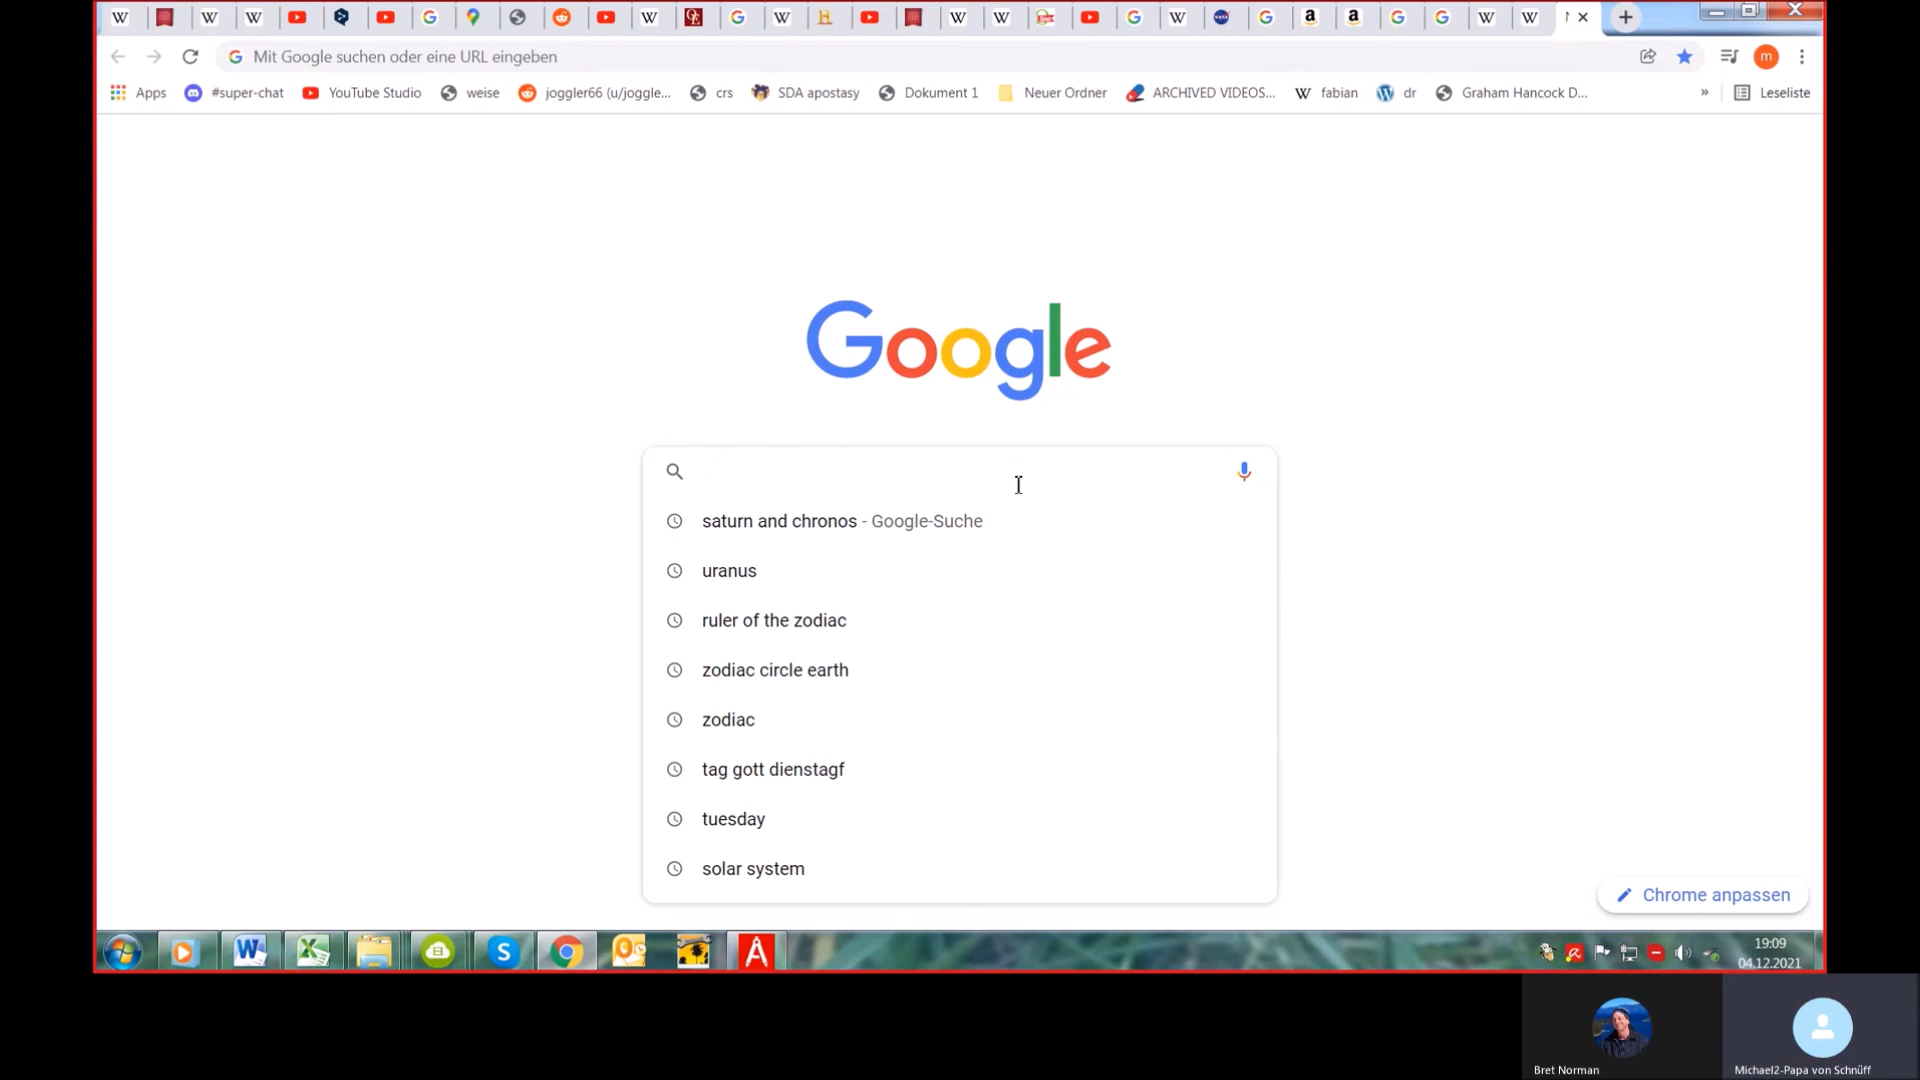 Mit Google suchen oder eine URL eingeben
m
Apps #super-chat YouTube Studio weise joggler66 (u/joggle... crs SDA apostasy Dokument 1 Neuer Ordner ARCHIVED VIDEOS... fabian dr Graham Hancock D... » Leseliste
Google
saturn and chronos - Google-Suche
uranus
ruler of the zodiac
zodiac circle earth
zodiac
tag gott dienstagf
tuesday
solar system
Chrome anpassen
19:09
04.12.2021
Bret Norman
Michael2-Papa von Schnüff